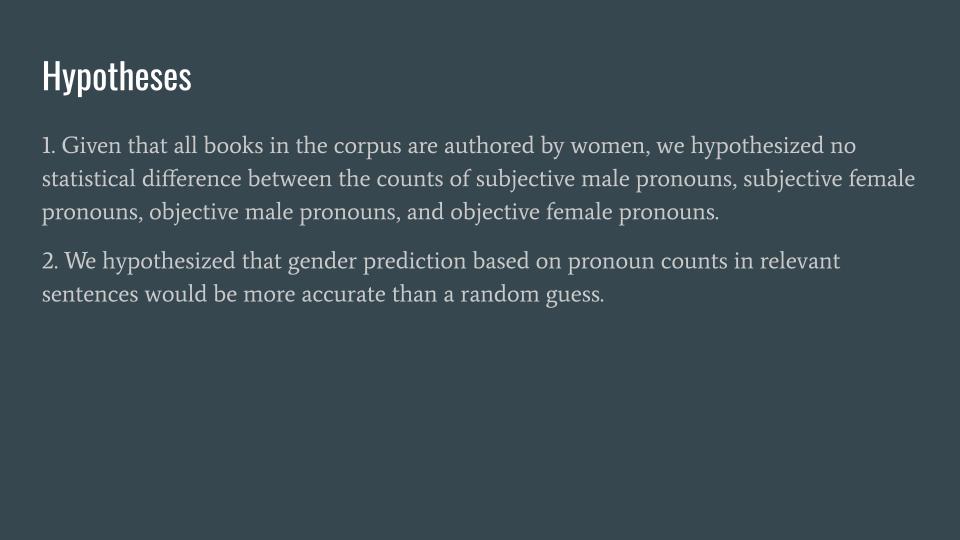 Hypotheses
1. Given that all books in the corpus are authored by women, we hypothesized no
statistical difference between the counts of subjective male pronouns, subjective female
pronouns, objective male pronouns, and objective female pronouns.
2. We hypothesized that gender prediction based on pronoun counts in relevant
sentences would be more accurate than a random guess.